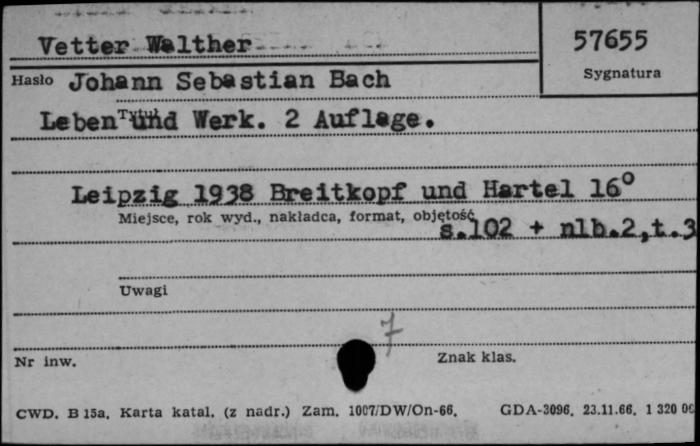 Vetter Walther
57655
Hasło Johann Sebastian Bach
Sygnatura
Leben und Werk. 2 Auflage.
Leipzig 1938 Breitkopf und Hartel 16°
Miejsce, rok wyd., nakładca, format, objętość
s.102 + nlb.2,t.3
Uwagi
7
Nr inw.
Znak klas.
CWD. B 15a. Karta katal. (z nadr.) Zam. 1007/DW/On-66. GDA-3096. 23.11.66. 1 320 00